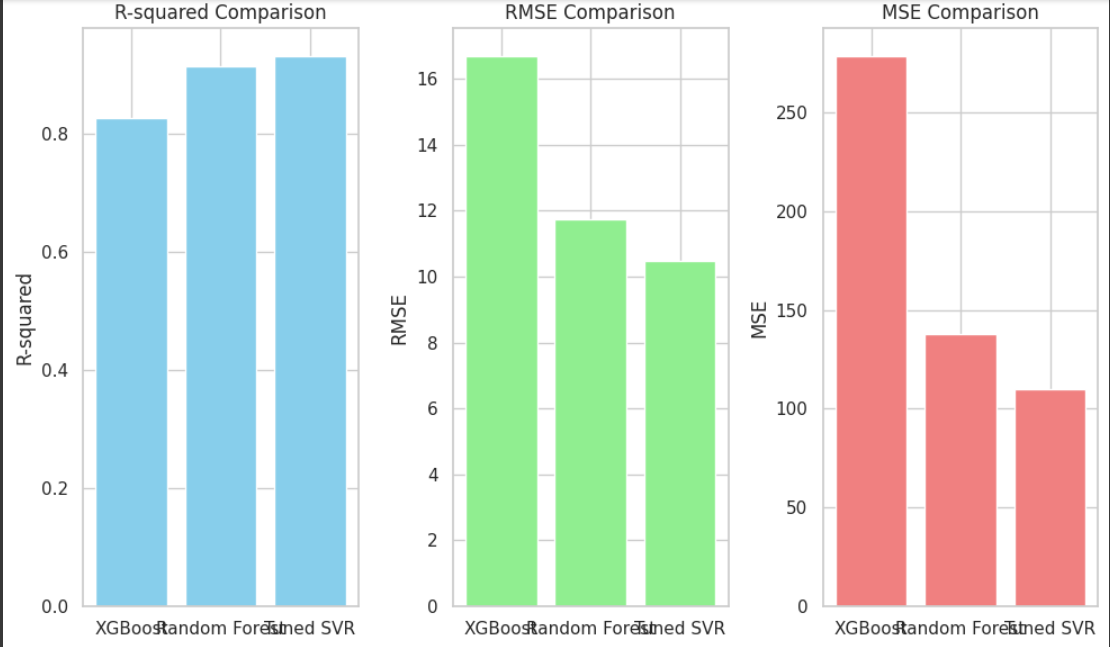 R-squared Comparison
RMSE Comparison
MSE Comparison
R-squared
0.8
0.6
0.4
0.2
0.0
XGBoost Random Forest Tuned SVR
RMSE
16
14
12
10
8
6
4
2
0
XGBoost Random Forest Tuned SVR
MSE
250
200
150
100
50
0
XGBoost Random Forest Tuned SVR